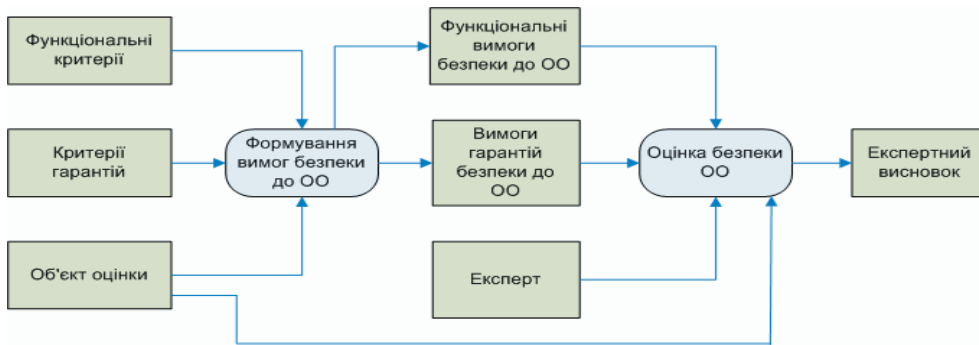 Функціональні
критерії
Критерії
гарантій
Об'єкт оцінки
Формування
вимог безпеки
до ОО
Функціональні
вимоги
безпеки до ОО
Вимоги
гарантій
безпеки до
ОО
Експерт
Оцінка безпеки
ОО
Експертний
висновок